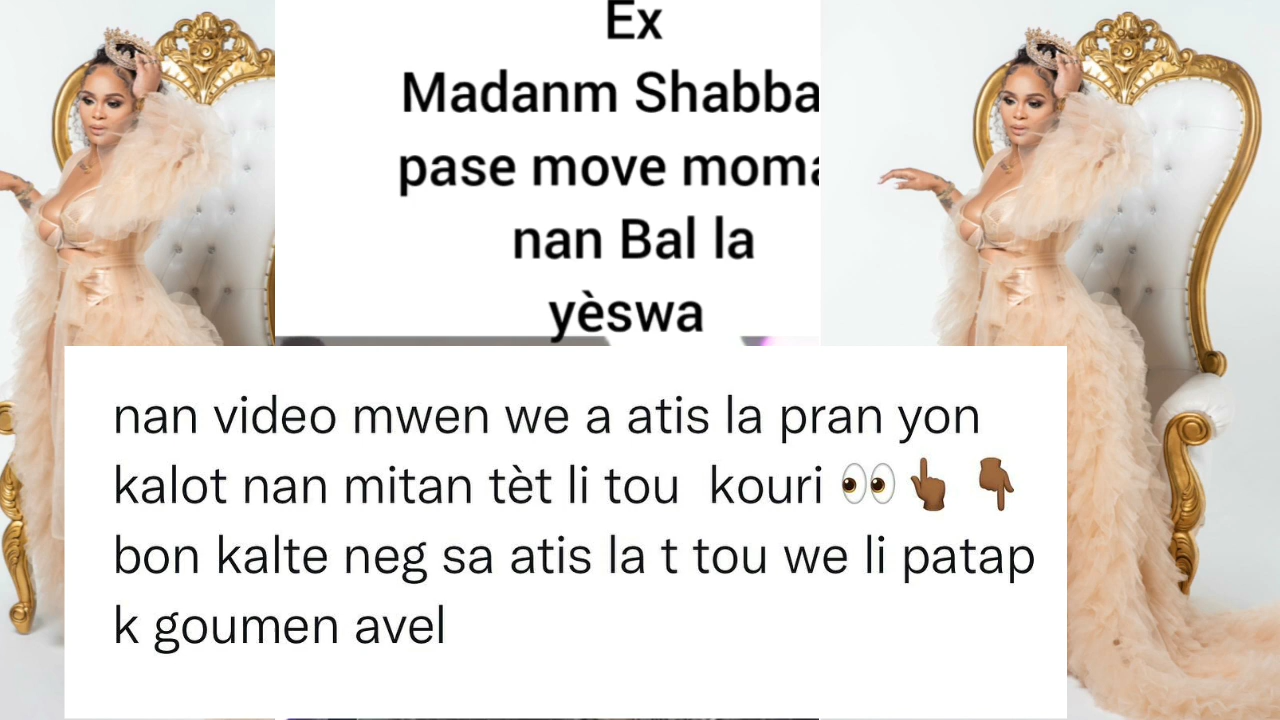 Ex
Madanm Shabba
pase move
nan Bal la
yèswa
nan video mwen we a atis la pran yon
kalot nan mitan tèt li tou kouri 👀👆🏾 👇🏾
bon kalte neg sa atis la t tou we li patap
k goumen avel